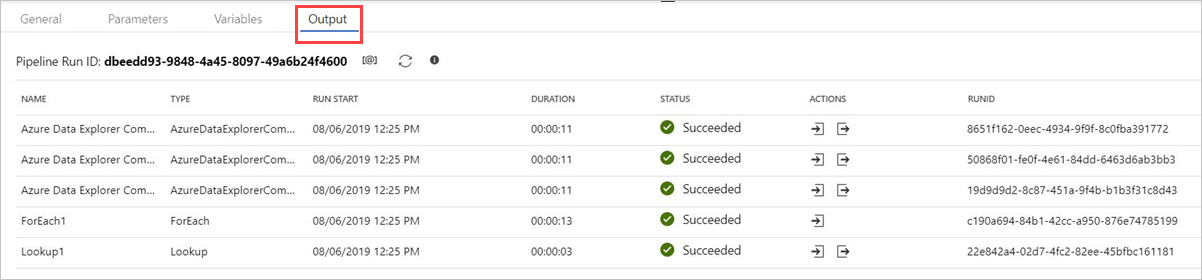 General Parameters Variables Output
Pipeline Run ID: dbeedd93-9848-4a45-8097-49a6b24f4600 [@]
NAME TYPE RUN START DURATION STATUS ACTIONS RUNID
Azure Data Explorer Com... AzureDataExplorerCom... 08/06/2019 12:25 PM 00:00:11 Succeeded 8651f162-0eec-4934-9f9f-8c0fba391772
Azure Data Explorer Com... AzureDataExplorerCom... 08/06/2019 12:25 PM 00:00:11 Succeeded 50868f01-fe0f-4e61-84dd-6463d6ab3bb3
Azure Data Explorer Com... AzureDataExplorerCom... 08/06/2019 12:25 PM 00:00:11 Succeeded 19d9d9d2-8c87-451a-9f4b-b1b3f31c8d43
ForEach1 ForEach 08/06/2019 12:25 PM 00:00:13 Succeeded c190a694-84b1-42cc-a950-876e74785199
Lookup1 Lookup 08/06/2019 12:25 PM 00:00:03 Succeeded 22e842a4-02d7-4fc2-82ee-45bfbc161181